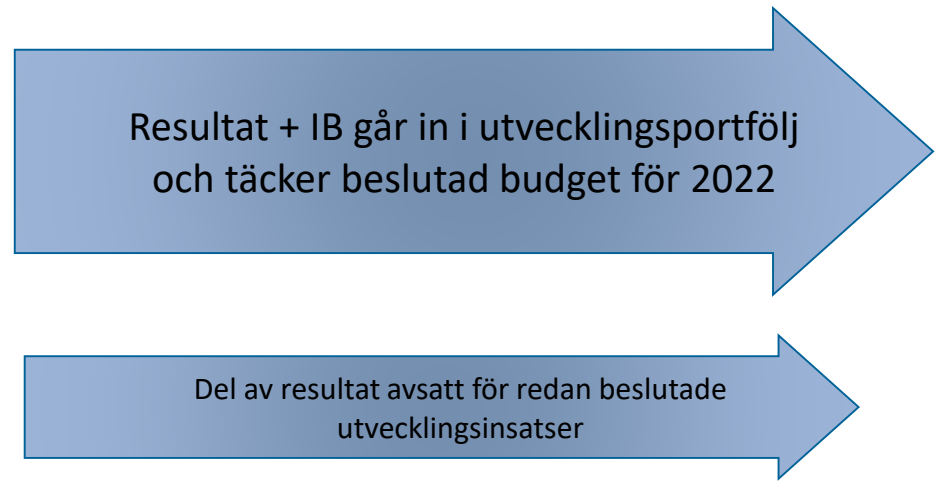 Resultat + IB går in i utvecklingsportfölj
och täcker beslutad budget för 2022
Del av resultat avsatt för redan beslutade
utvecklingsinsatser